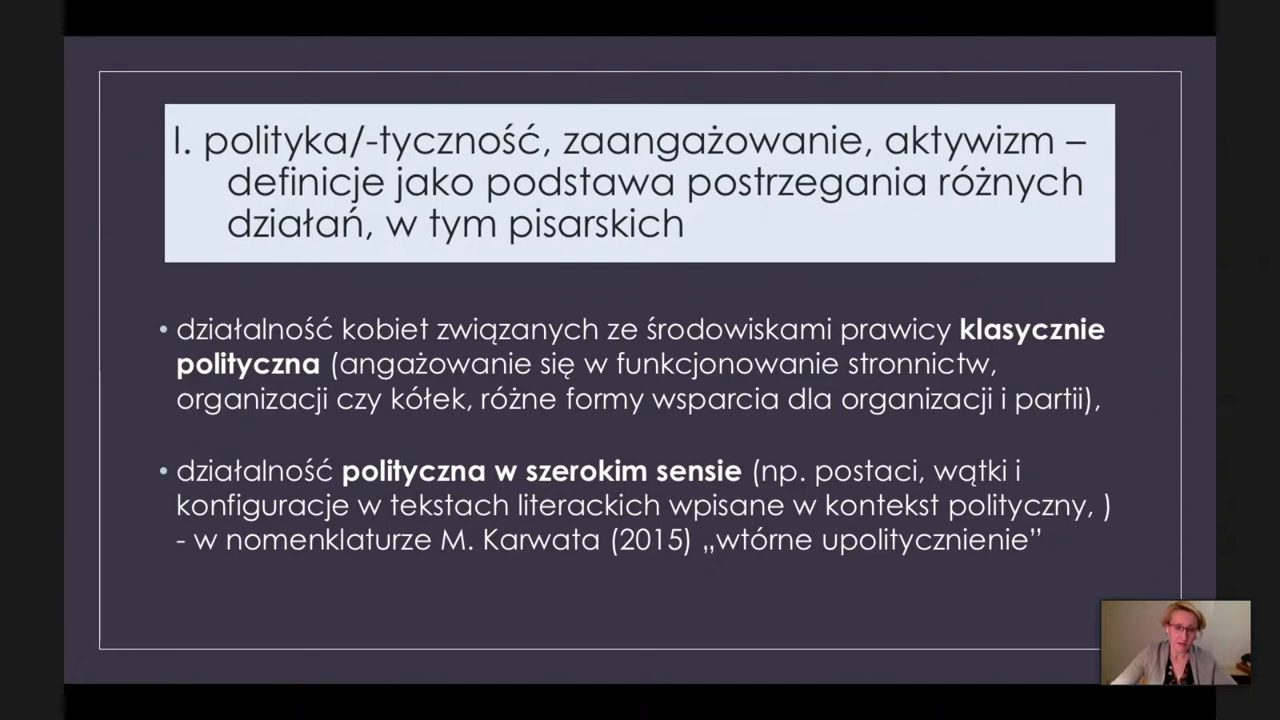 I. polityka/-tyczność, zaangażowanie, aktywizm –
definicje jako podstawa postrzegania różnych
działań, w tym pisarskich
• działalność kobiet związanych ze środowiskami prawicy klasycznie
polityczna (angażowanie się w funkcjonowanie stronnictw,
organizacji czy kółek, różne formy wsparcia dla organizacji i partii),
• działalność polityczna w szerokim sensie (np. postaci, wątki i
konfiguracje w tekstach literackich wpisane w kontekst polityczny, )
- w nomenklaturze M. Karwata (2015) „wtórne upolitycznienie”